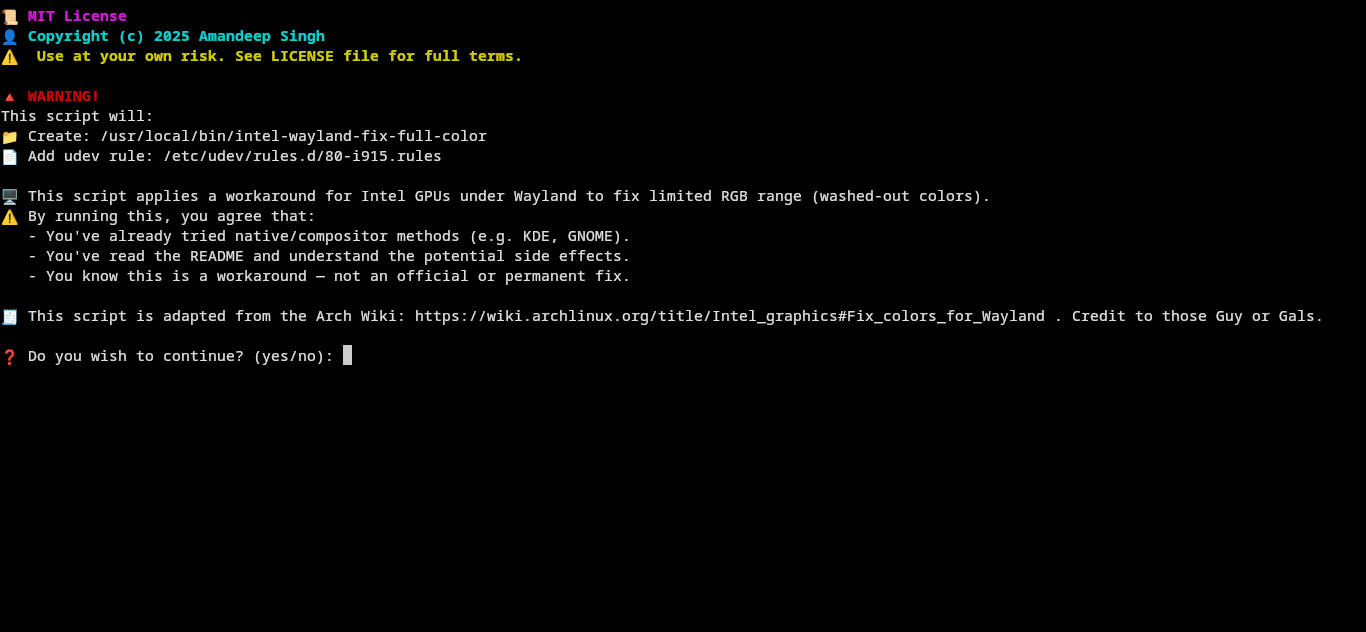 📜 MIT License
👤 Copyright (c) 2025 Amandeep Singh
⚠️  Use at your own risk. See LICENSE file for full terms.
🔺 WARNING!
This script will:
📁 Create: /usr/local/bin/intel-wayland-fix-full-color
📄 Add udev rule: /etc/udev/rules.d/80-i915.rules
🖥️ This script applies a workaround for Intel GPUs under Wayland to fix limited RGB range (washed-out colors).
⚠️ By running this, you agree that:
   - You've already tried native/compositor methods (e.g. KDE, GNOME).
   - You've read the README and understand the potential side effects.
   - You know this is a workaround — not an official or permanent fix.
🧾 This script is adapted from the Arch Wiki: https://wiki.archlinux.org/title/Intel_graphics#Fix_colors_for_Wayland . Credit to those Guy or Gals.
❓ Do you wish to continue? (yes/no):